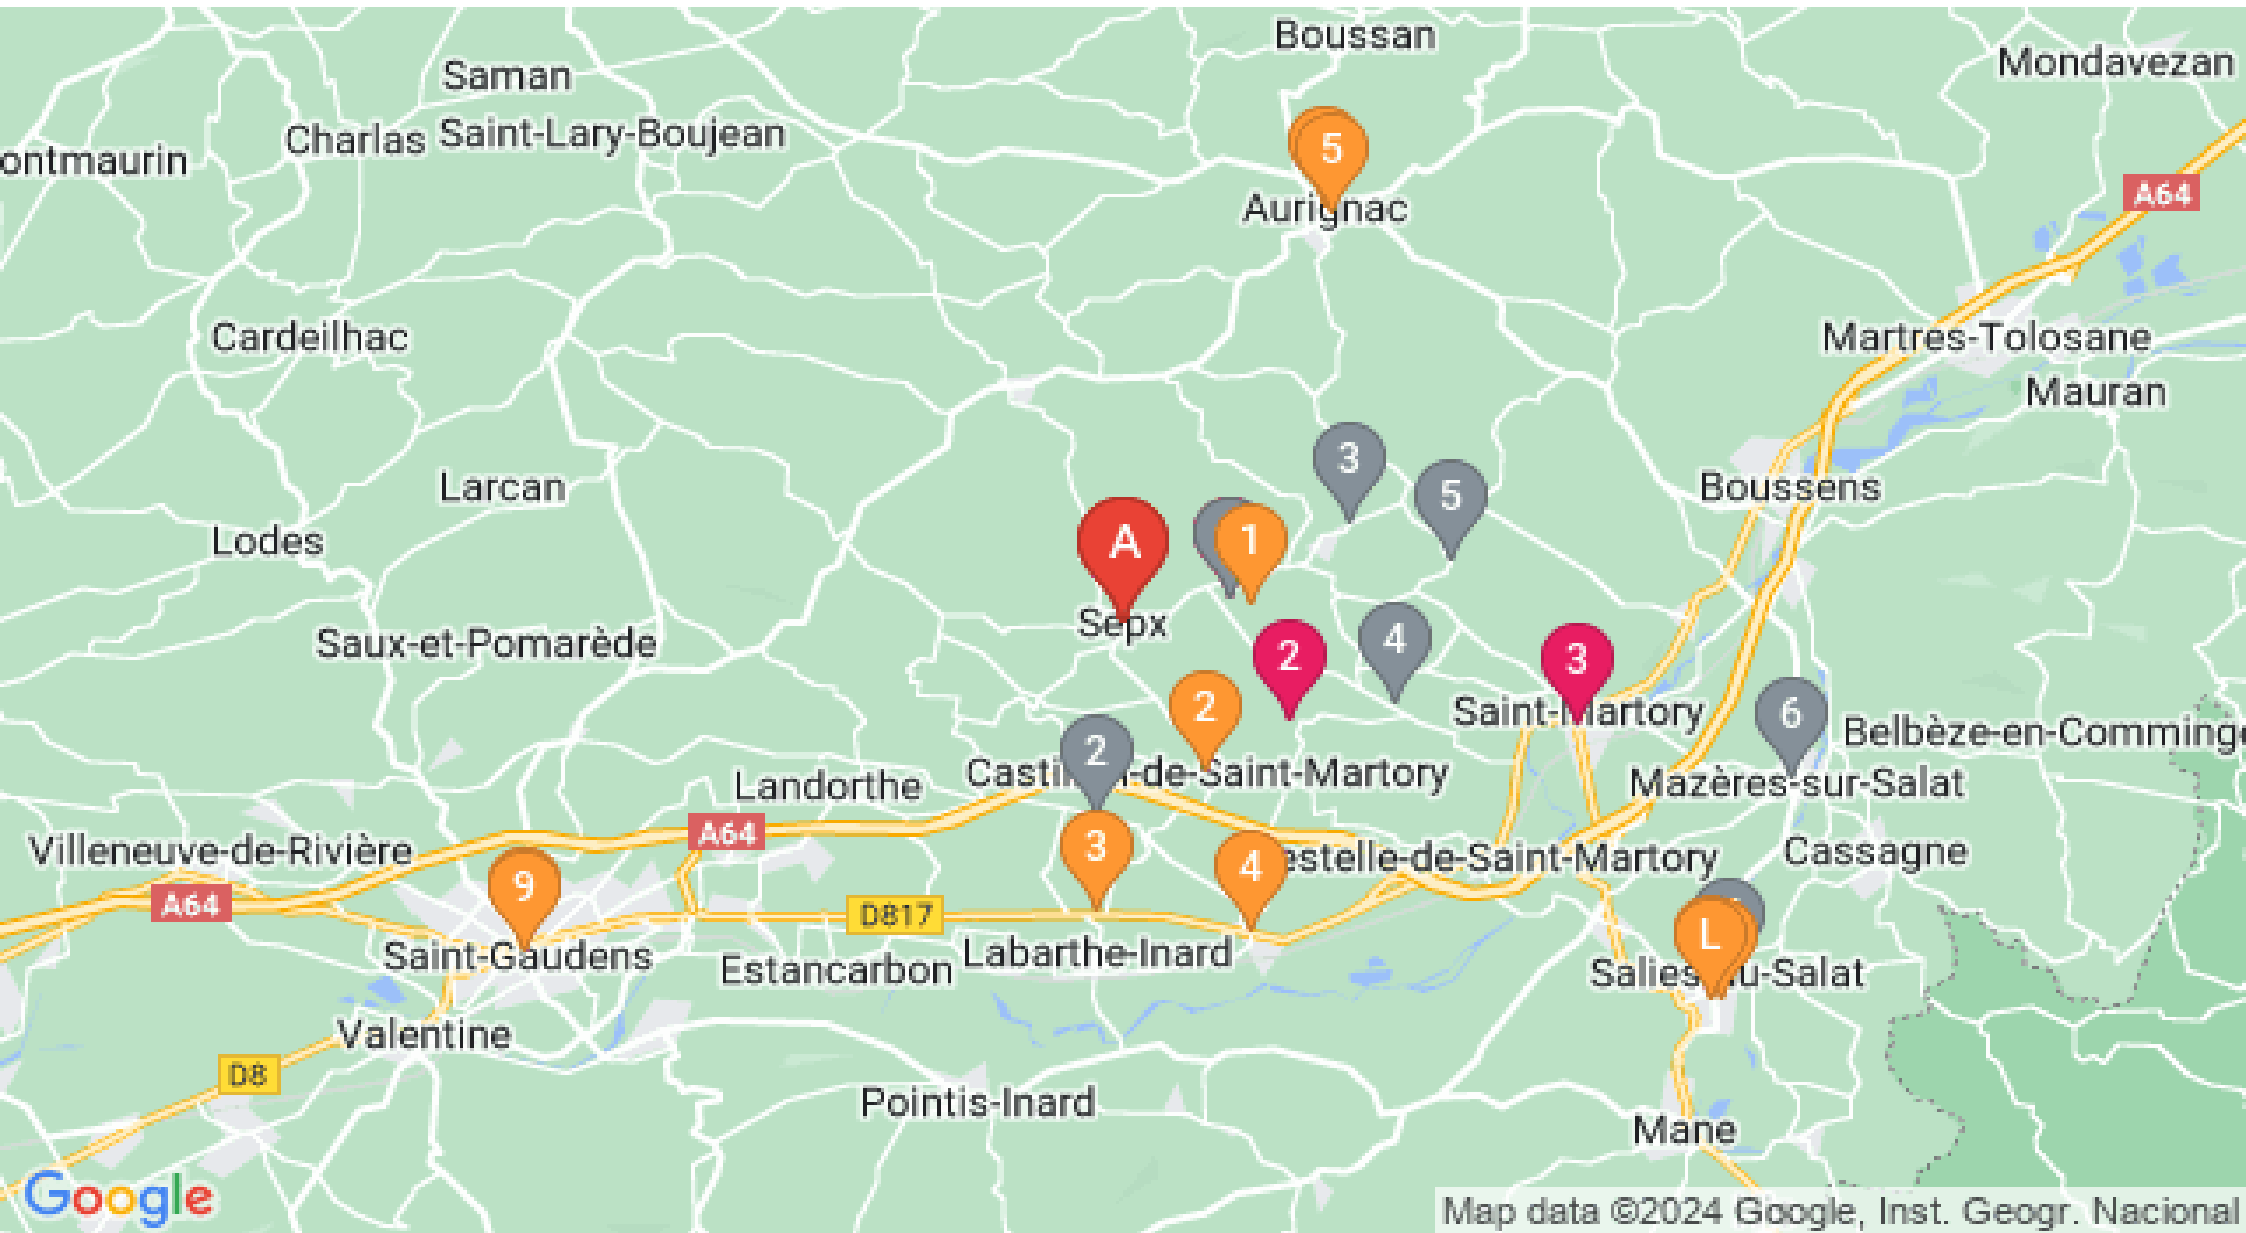 Boussan
Mondavezan
Saman
Charlas
Saint-Lary-Boujean
ontmaurin
5
A64
Aurignac
Cardeilhac
Martres-Tolosane
Mauran
3
Larcan
5
Boussens
Lodes
A
1
Sepx
Saux-et-Pomarède
2
4
3
2
Saint-Martory
6
Belbèze-en-Comminge
2
Landorthe
-de-Saint-Martory
Mazères-sur-Salat
A64
Villeneuve-de-Rivière
3
4
estelle-de-Saint-Martory
Cassagne
9
A64
D817
L
Saint-Gaudens
Estancarbon
Labarthe-Inard
Salies-du-Salat
Valentine
D8
Pointis-Inard
Mane
Google
Map data ©2024 Google, Inst. Geogr. Nacional